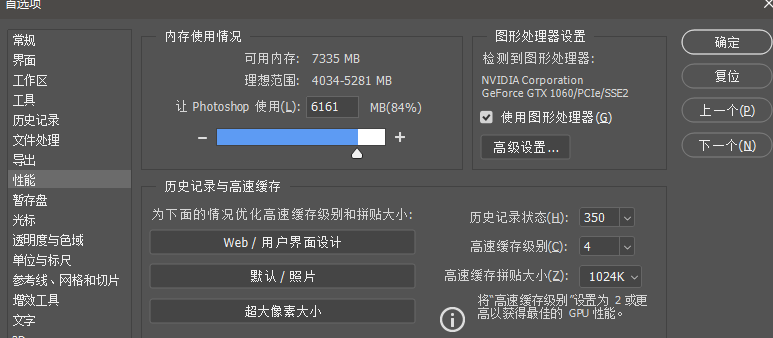 首选项
常规
界面
工作区
工具
历史记录
文件处理
导出
性能
暂存盘
光标
透明度与色域
单位与标尺
参考线、网格和切片
增效工具
文字
内存使用情况
可用内存: 7335 MB
理想范围: 4034-5281 MB
让 Photoshop 使用(L): 6161 MB(84%)
− +
图形处理器设置
检测到图形处理器:
NVIDIA Corporation
GeForce GTX 1060/PCIe/SSE2
使用图形处理器(G)
高级设置...
历史记录与高速缓存
为下面的情况优化高速缓存级别和拼贴大小:
Web / 用户界面设计
默认 / 照片
超大像素大小
历史记录状态(H): 350
高速缓存级别(C): 4
高速缓存拼贴大小(Z): 1024K
将“高速缓存级别”设置为 2 或更
高以获得最佳的 GPU 性能。
确定
复位
上一个(P)
下一个(N)